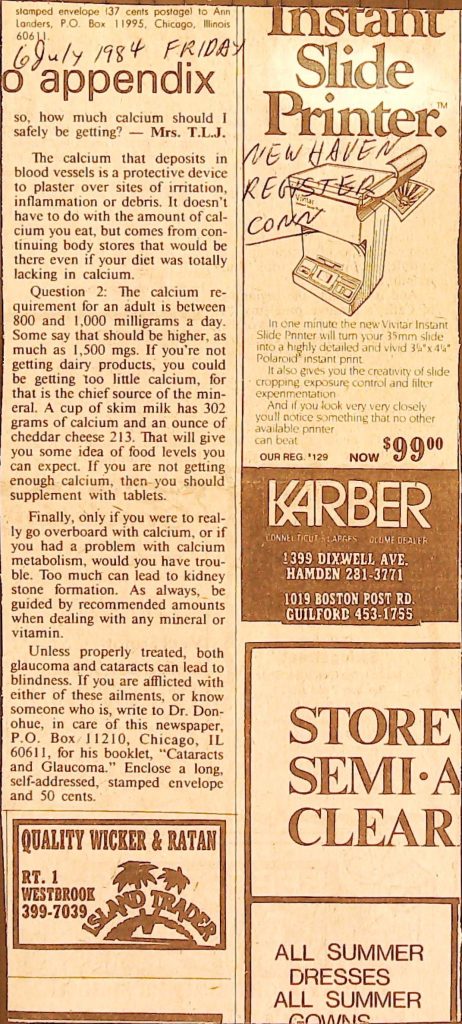 stamped envelope (37 cents postage) to Ann
Landers, P.O. Box 11995, Chicago, Illinois
60611.
6 July 1984 FRIDAY
o appendix
so, how much calcium should I
safely be getting? — Mrs. T.L.J.
The calcium that deposits in
blood vessels is a protective device
to plaster over sites of irritation,
inflammation or debris. It doesn't
have to do with the amount of cal-
cium you eat, but comes from con-
tinuing body stores that would be
there even if your diet was totally
lacking in calcium.
Question 2: The calcium re-
quirement for an adult is between
800 and 1,000 milligrams a day.
Some say that should be higher, as
much as 1,500 mgs. If you're not
getting dairy products, you could
be getting too little calcium, for
that is the chief source of the min-
eral. A cup of skim milk has 302
grams of calcium and an ounce of
cheddar cheese 213. That will give
you some idea of food levels you
can expect. If you are not getting
enough calcium, then you should
supplement with tablets.
Finally, only if you were to real-
ly go overboard with calcium, or if
you had a problem with calcium
metabolism, would you have trou-
ble. Too much can lead to kidney
stone formation. As always, be
guided by recommended amounts
when dealing with any mineral or
vitamin.
Unless properly treated, both
glaucoma and cataracts can lead to
blindness. If you are afflicted with
either of these ailments, or know
someone who is, write to Dr. Don-
ohue, in care of this newspaper,
P.O. Box 11210, Chicago, IL
60611, for his booklet, "Cataracts
and Glaucoma." Enclose a long,
self-addressed, stamped envelope
and 50 cents.
QUALITY WICKER & RATAN
RT. 1
WESTBROOK
399-7039
ISLAND TRADER
Instant
Slide
Printer.™
NEW HAVEN
REGISTER
CONN
Vivitar
In one minute the new Vivitar Instant
Slide Printer will turn your 35mm slide
into a highly detailed and vivid 3¼" x 4¼"
Polaroid® instant print.
It also gives you the creativity of slide
cropping, exposure control and filter
experimentation.
And if you look very very closely
you'll notice something that no other
available printer
can beat
OUR REG. $129 NOW $99.00
KARBER
CONNECTICUT'S LARGEST VOLUME DEALER
1399 DIXWELL AVE.
HAMDEN 281-3771
1019 BOSTON POST RD.
GUILFORD 453-1755
STOREW
SEMI·A
CLEAR
ALL SUMMER
DRESSES
ALL SUMMER
GOWNS